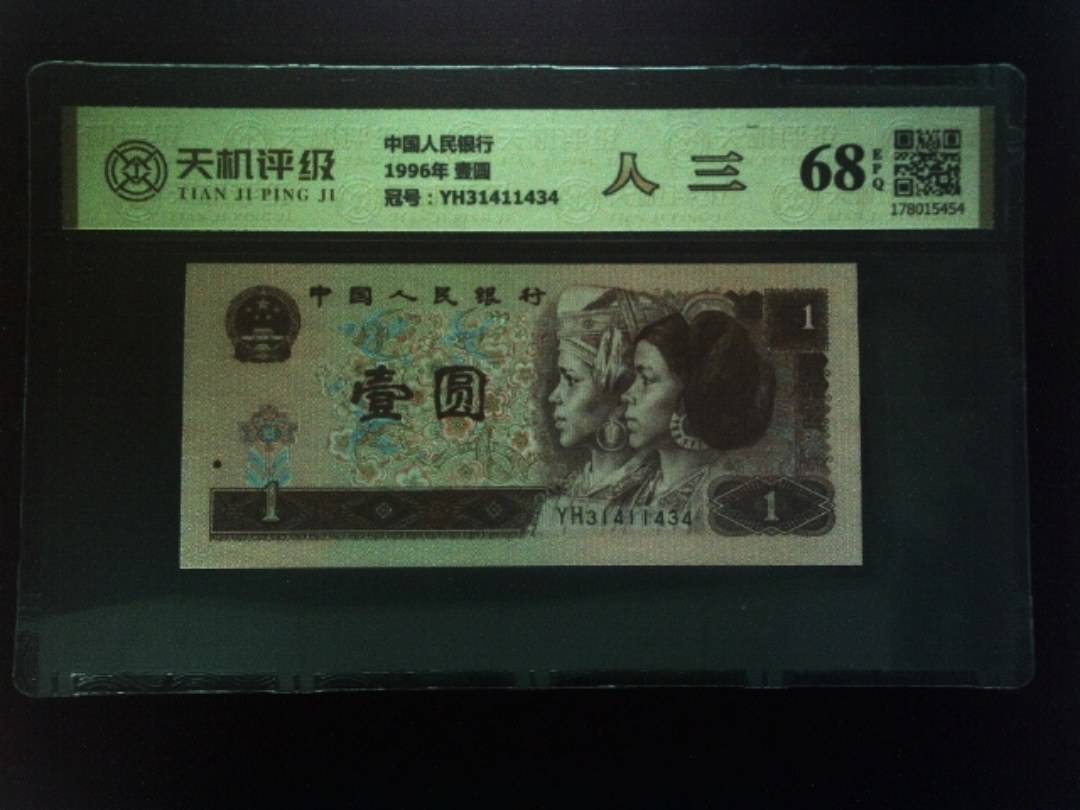 天机评级
TIAN JI PING JI
中国人民银行
1996年 壹圆
冠号：YH31411434
人三
68
EPQ
178015454
中国人民银行
1
壹圆
1
YH31411434
1